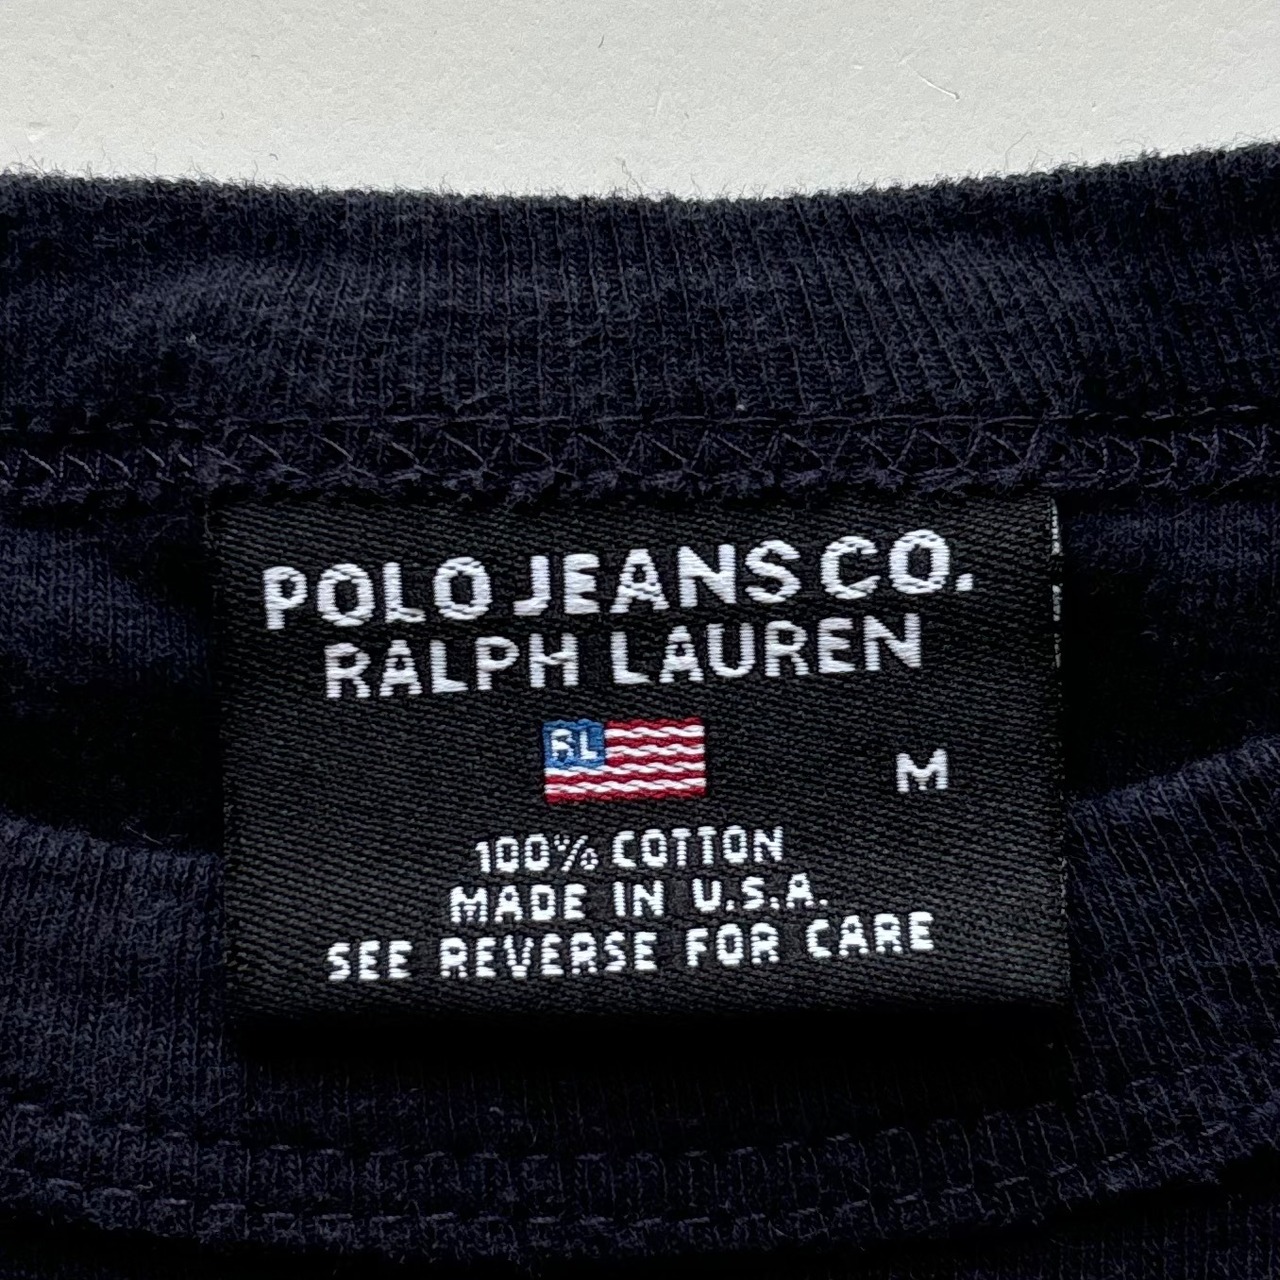 POLO JEANS CO.
RALPH LAUREN
RL
M
100% COTTON
MADE IN U.S.A.
SEE REVERSE FOR CARE